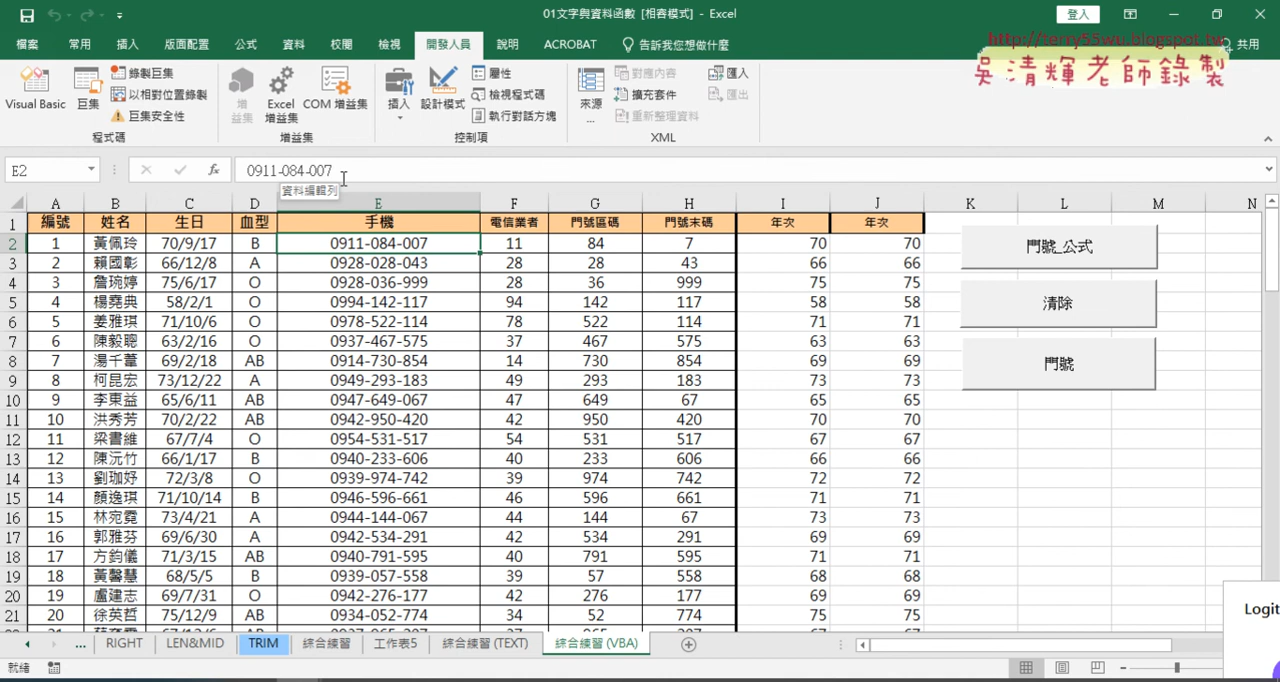 01文字與資料函數 [相容模式] - Excel
登入
http://terry55wu.blogspot.tw
吳清輝老師錄製
檔案 常用 插入 版面配置 公式 資料 校閱 檢視 開發人員 說明 ACROBAT 告訴我您想做什麼 共用
Visual Basic 巨集 錄製巨集 以相對位置錄製 巨集安全性
增益集 Excel 增益集 COM 增益集
插入 設計模式 屬性 檢視程式碼 執行對話方塊
來源... 對應內容 擴充套件 重新整理資料 匯入 匯出
程式碼 增益集 控制項 XML
E2 fx 0911-084-007
資料編輯列
A B C D E F G H I J K L M N
1 編號 姓名 生日 血型 手機 電信業者 門號區碼 門號末碼 年次 年次
2 1 黃佩玲 70/9/17 B 0911-084-007 11 84 7 70 70
3 2 賴國彰 66/12/8 A 0928-028-043 28 28 43 66 66
4 3 詹琬婷 75/6/17 O 0928-036-999 28 36 999 75 75
5 4 楊堯典 58/2/1 O 0994-142-117 94 142 117 58 58
6 5 姜雅琪 71/10/6 O 0978-522-114 78 522 114 71 71
7 6 陳毅聰 63/2/16 O 0937-467-575 37 467 575 63 63
8 7 湯千葦 69/2/18 AB 0914-730-854 14 730 854 69 69
9 8 柯昆宏 73/12/22 A 0949-293-183 49 293 183 73 73
10 9 李東益 65/6/11 AB 0947-649-067 47 649 67 65 65
11 10 洪秀芳 70/2/22 AB 0942-950-420 42 950 420 70 70
12 11 梁書維 67/7/4 O 0954-531-517 54 531 517 67 67
13 12 陳沅竹 66/1/17 B 0940-233-606 40 233 606 66 66
14 13 劉珈妤 72/3/8 O 0939-974-742 39 974 742 72 72
15 14 顏逸琪 71/10/14 B 0946-596-661 46 596 661 71 71
16 15 林宛霓 73/4/21 A 0944-144-067 44 144 67 73 73
17 16 郭雅芬 69/6/30 A 0942-534-291 42 534 291 69 69
18 17 方鈞儀 71/3/15 AB 0940-791-595 40 791 595 71 71
19 18 黃馨慧 68/5/5 B 0939-057-558 39 57 558 68 68
20 19 盧建志 69/7/31 O 0942-276-177 42 276 177 69 69
21 20 徐英哲 75/12/9 AB 0934-052-774 34 52 774 75 75
門號_公式
清除
門號
Logit
... RIGHT LEN&MID TRIM 綜合練習 工作表5 綜合練習 (TEXT) 綜合練習 (VBA)
就緒